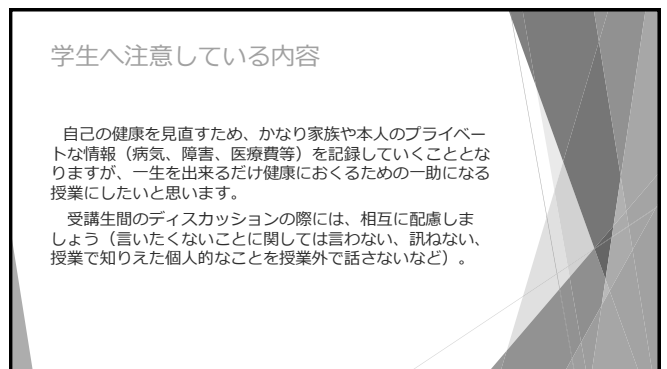 学生へ注意している内容
自己の健康を見直すため、かなり家族や本人のプライベー
トな情報（病気、障害、医療費等）を記録していくこととな
りますが、一生を出来るだけ健康におくるための一助になる
授業にしたいと思います。
受講生間のディスカッションの際には、相互に配慮しま
しょう（言いたくないことに関しては言わない、訊ねない、
授業で知りえた個人的なことを授業外で話さないなど）。